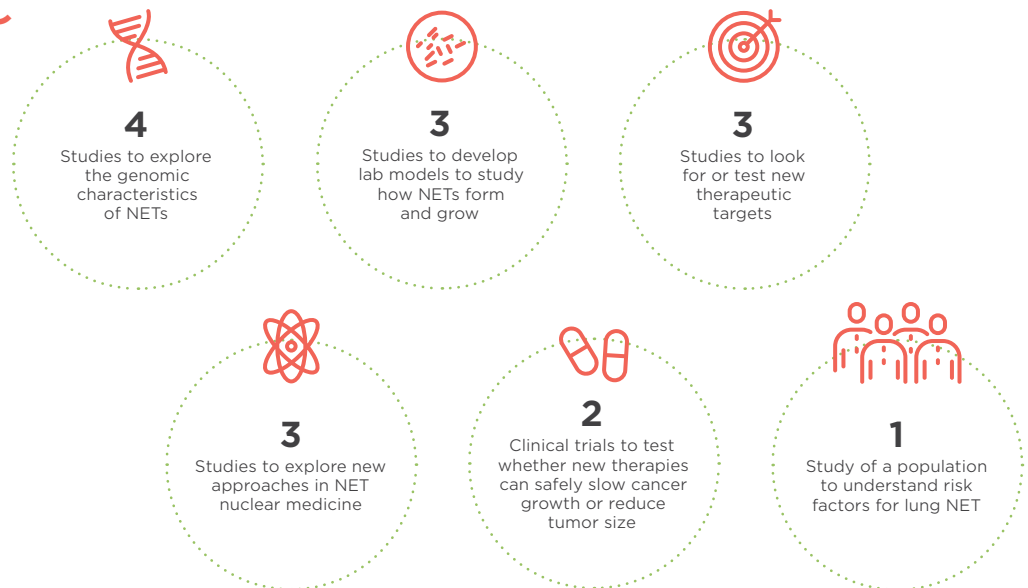 4
Studies to explore
the genomic
characteristics
of NETs
3
Studies to develop
lab models to study
how NETs form
and grow
3
Studies to look
for or test new
therapeutic
targets
3
Studies to explore new
approaches in NET
nuclear medicine
2
Clinical trials to test
whether new therapies
can safely slow cancer
growth or reduce
tumor size
1
Study of a population
to understand risk
factors for lung NET